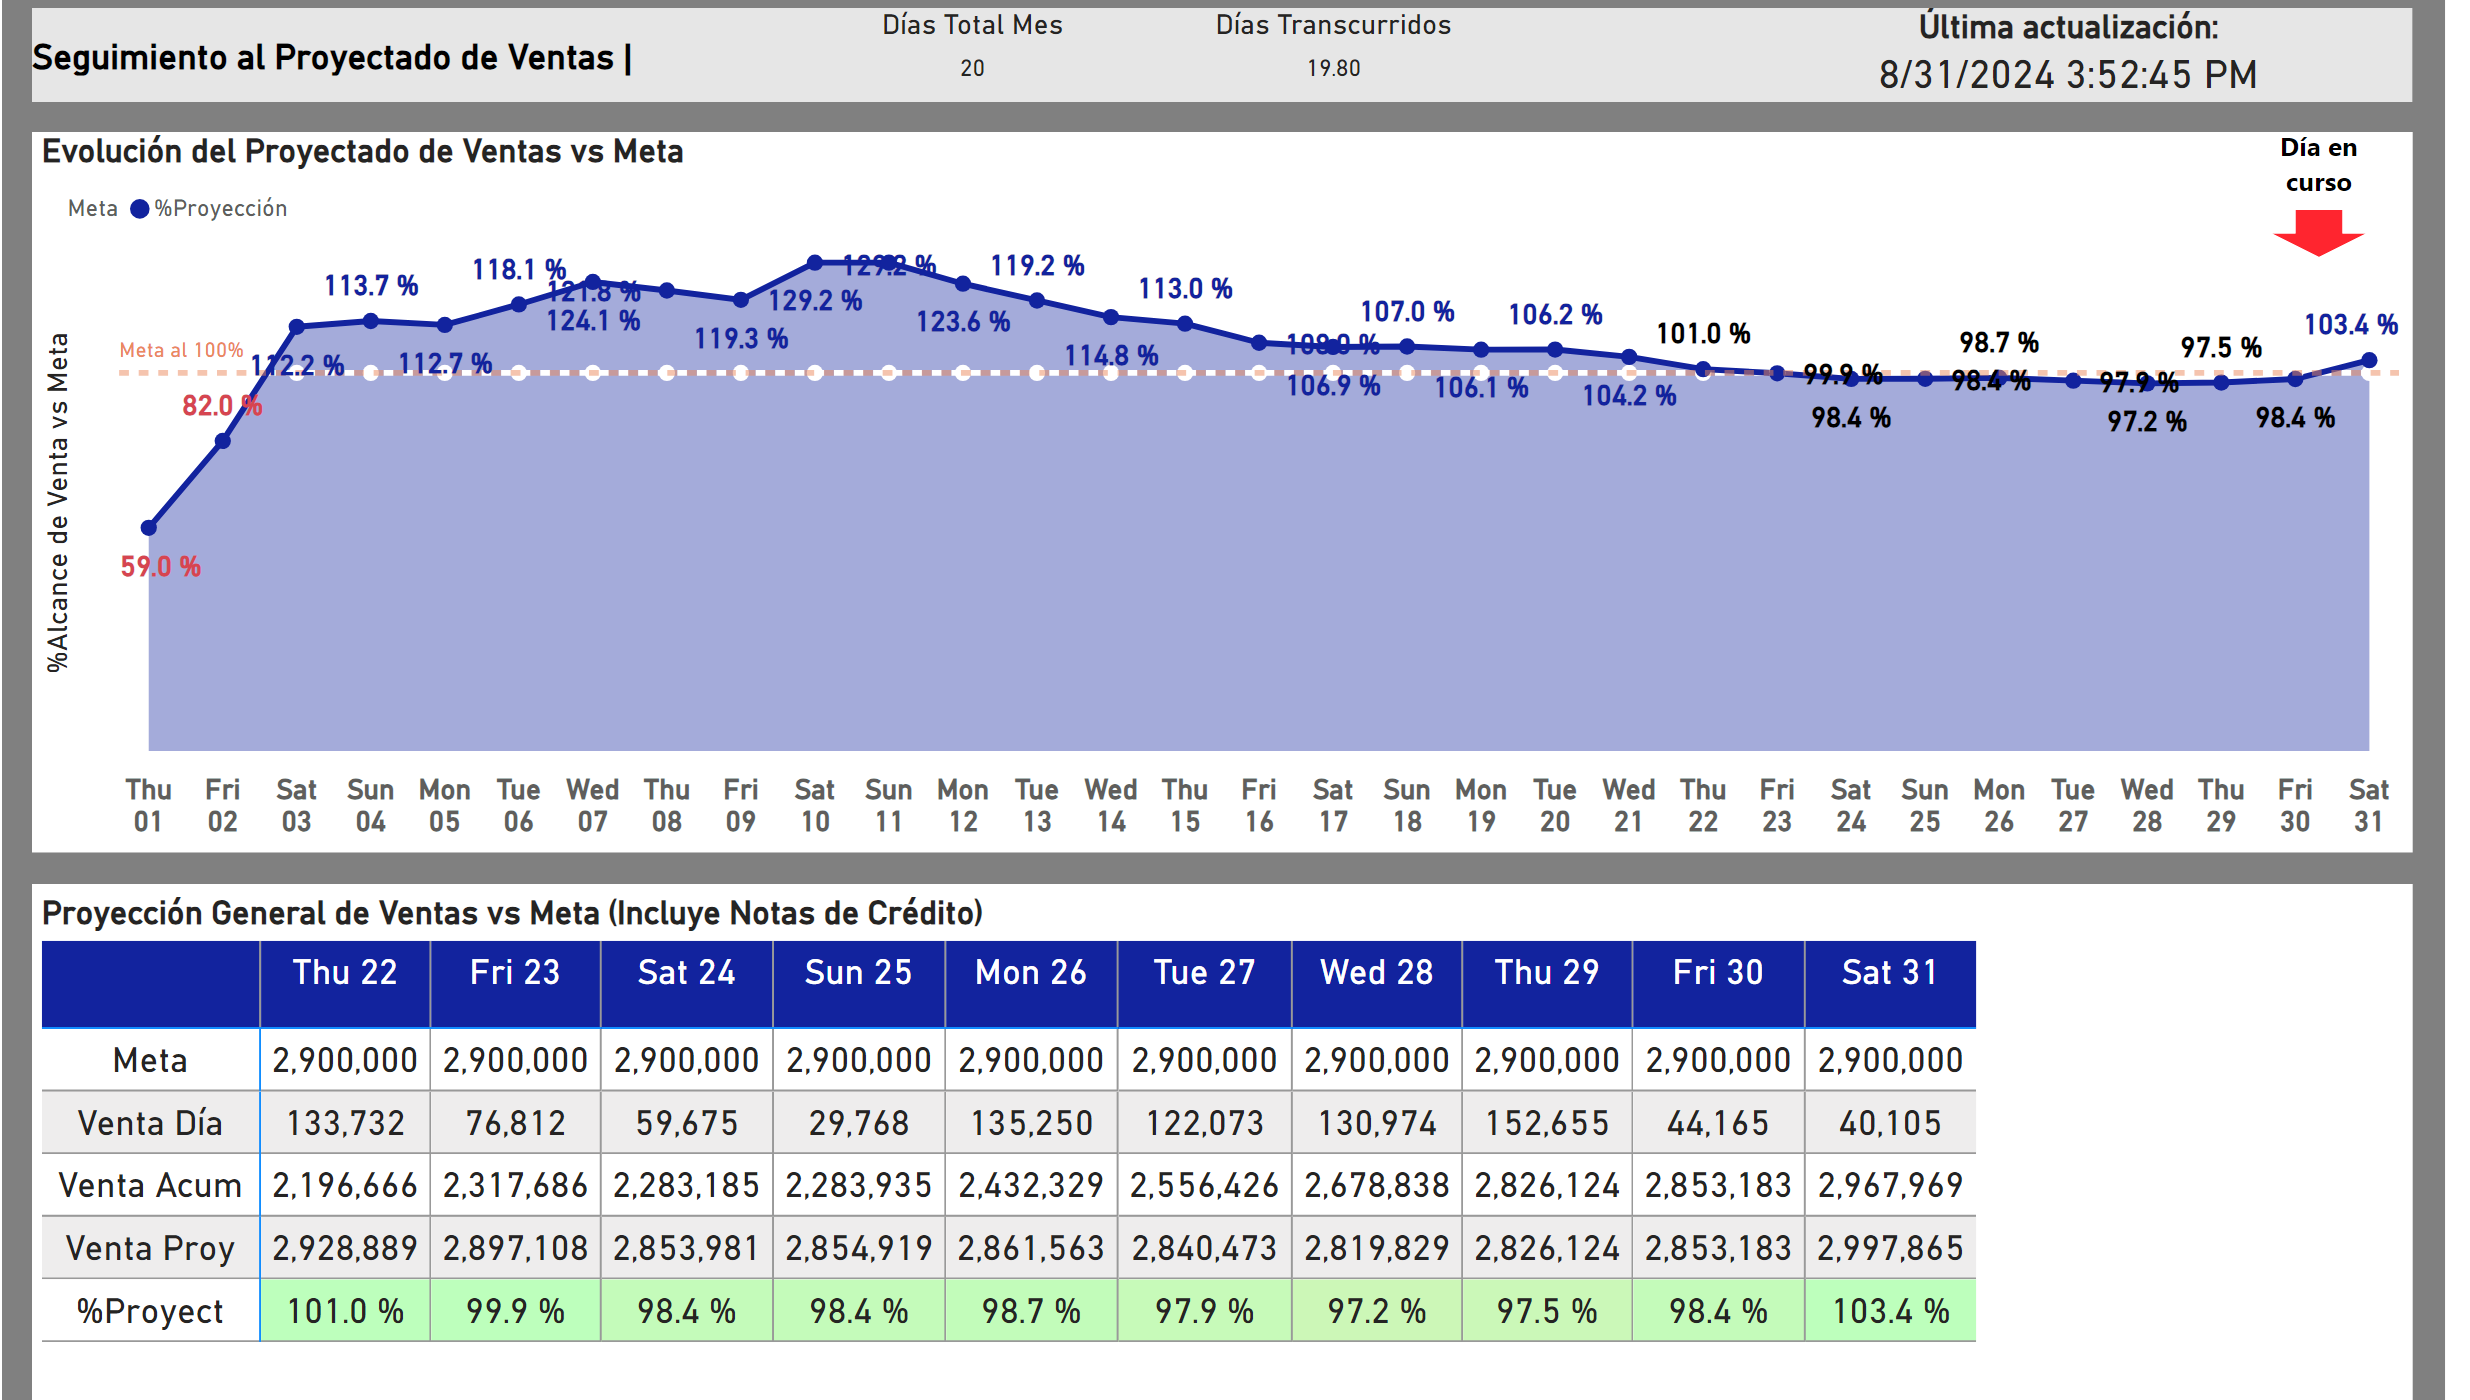 Días Total Mes
Días Transcurridos
Última actualización:
Seguimiento al Proyectado de Ventas |
20
19.80
8/31/2024 3:52:45 PM
Evolución del Proyectado de Ventas vs Meta
Día en
curso
Meta
%Proyección
%Alcance de Venta vs Meta
Meta al 100%
59.0 %
82.0 %
112.2 %
113.7 %
112.7 %
118.1 %
124.1 %
121.8 %
119.3 %
129.2 %
129.2 %
123.6 %
119.2 %
114.8 %
113.0 %
108.0 %
106.9 %
107.0 %
106.1 %
106.2 %
104.2 %
101.0 %
99.9 %
98.4 %
98.4 %
98.7 %
97.9 %
97.2 %
97.5 %
98.4 %
103.4 %
Thu Fri Sat Sun Mon Tue Wed Thu Fri Sat Sun Mon Tue Wed Thu Fri Sat Sun Mon Tue Wed Thu Fri Sat Sun Mon Tue Wed Thu Fri Sat
01 02 03 04 05 06 07 08 09 10 11 12 13 14 15 16 17 18 19 20 21 22 23 24 25 26 27 28 29 30 31
Proyección General de Ventas vs Meta (Incluye Notas de Crédito)
Thu 22 Fri 23 Sat 24 Sun 25 Mon 26 Tue 27 Wed 28 Thu 29 Fri 30 Sat 31
Meta 2,900,000 2,900,000 2,900,000 2,900,000 2,900,000 2,900,000 2,900,000 2,900,000 2,900,000 2,900,000
Venta Día 133,732 76,812 59,675 29,768 135,250 122,073 130,974 152,655 44,165 40,105
Venta Acum 2,196,666 2,317,686 2,283,185 2,283,935 2,432,329 2,556,426 2,678,838 2,826,124 2,853,183 2,967,969
Venta Proy 2,928,889 2,897,108 2,853,981 2,854,919 2,861,563 2,840,473 2,819,829 2,826,124 2,853,183 2,997,865
%Proyect 101.0 % 99.9 % 98.4 % 98.4 % 98.7 % 97.9 % 97.2 % 97.5 % 98.4 % 103.4 %